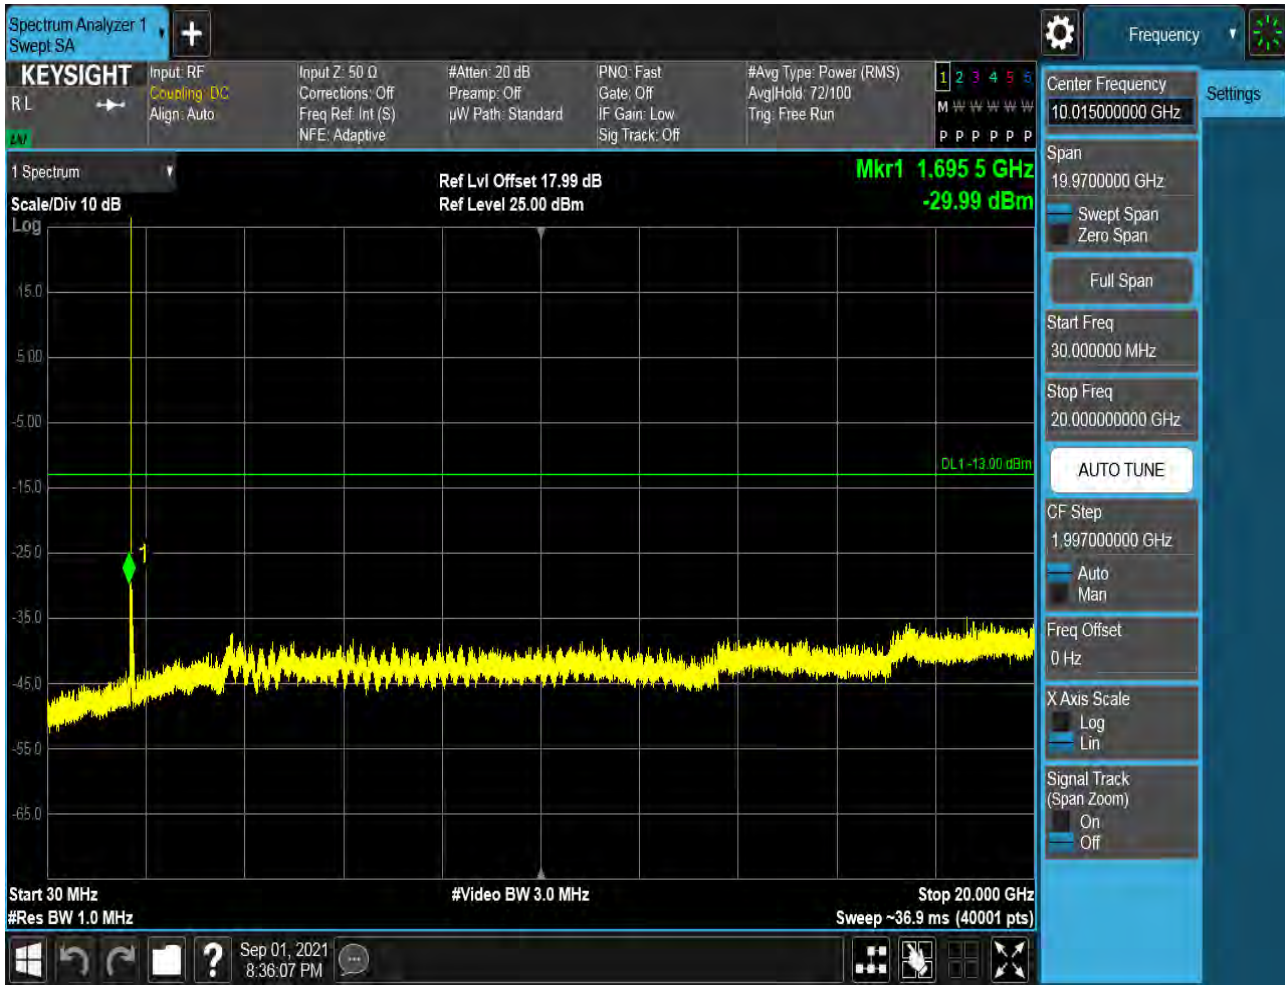 Spectrum Analyzer 1
Swept SA
Frequency
KEYSIGHT
R L
Input: RF
Coupling: DC
Align: Auto
Input Z: 50 Ω
Corrections: Off
Freq Ref: Int (S)
NFE: Adaptive
#Atten: 20 dB
Preamp: Off
µW Path: Standard
PNO: Fast
Gate: Off
IF Gain: Low
Sig Track: Off
#Avg Type: Power (RMS)
Avg|Hold: 72/100
Trig: Free Run
1 2 3 4 5 6
M W W W W W
P P P P P P
1 Spectrum
Scale/Div 10 dB
Log
Ref Lvl Offset 17.99 dB
Ref Level 25.00 dBm
Mkr1 1.695 5 GHz
-29.99 dBm
15.0
5.00
-5.00
-15.0
-25.0
-35.0
-45.0
-55.0
-65.0
DL1 -13.00 dBm
1
Start 30 MHz
#Res BW 1.0 MHz
#Video BW 3.0 MHz
Stop 20.000 GHz
Sweep ~36.9 ms (40001 pts)
Center Frequency
10.015000000 GHz
Span
19.9700000 GHz
Swept Span
Zero Span
Full Span
Start Freq
30.000000 MHz
Stop Freq
20.000000000 GHz
AUTO TUNE
CF Step
1.997000000 GHz
Auto
Man
Freq Offset
0 Hz
X Axis Scale
Log
Lin
Signal Track
(Span Zoom)
On
Off
Settings
Sep 01, 2021
8:36:07 PM